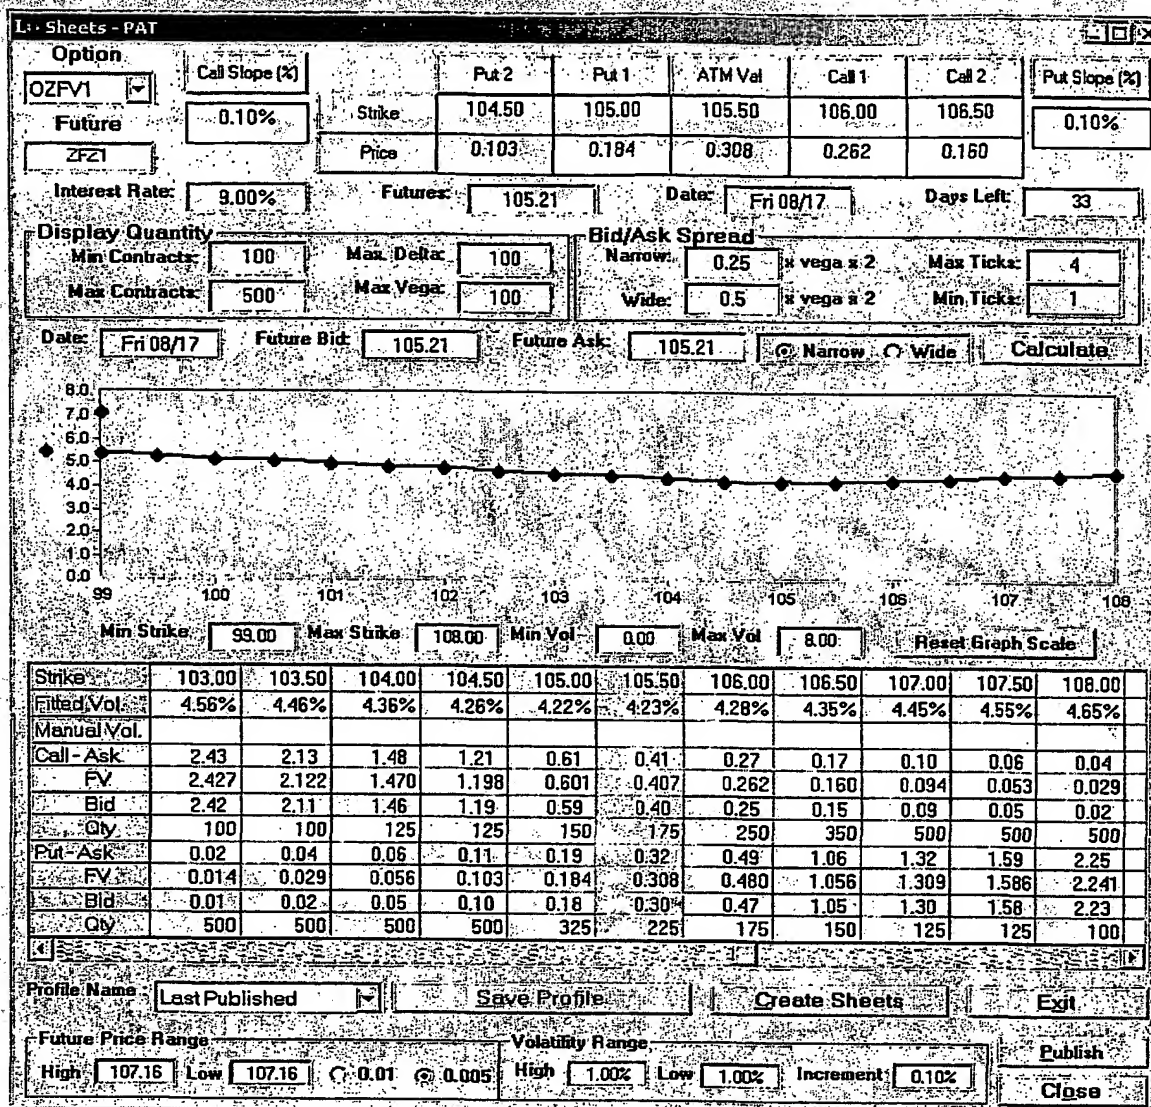 Sheets - PAT
Option Call Slope (%) Put 2 Put 1 ATM Val Call 1 Call 2 Put Slope (%)
OZFV1 0.10% Strike 104.50 105.00 105.50 106.00 106.50 0.10%
Future
ZFZ1 Price 0.103 0.184 0.308 0.262 0.160
Interest Rate: 9.00% Futures: 105.21 Date: Fri 08/17 Days Left: 33
Display Quantity Bid/Ask Spread
Min Contracts: 100 Max. Delta: 100 Narrow: 0.25 x vega x 2 Max Ticks: 4
Max Contracts: 500 Max Vega: 100 Wide: 0.5 x vega x 2 Min Ticks: 1
Date: Fri 08/17 Future Bid: 105.21 Future Ask: 105.21 Narrow Wide Calculate
8.0
7.0
6.0
5.0
4.0
3.0
2.0
1.0
0.0
99 100 101 102 103 104 105 106 107 108
Min Strike 99.00 Max Strike 108.00 Min Vol 0.00 Max Vol 8.00 Reset Graph Scale
Strike 103.00 103.50 104.00 104.50 105.00 105.50 106.00 106.50 107.00 107.50 108.00
Fitted Vol. 4.56% 4.46% 4.36% 4.26% 4.22% 4.23% 4.28% 4.35% 4.45% 4.55% 4.65%
Manual Vol.
Call - Ask 2.43 2.13 1.48 1.21 0.61 0.41 0.27 0.17 0.10 0.06 0.04
FV 2.427 2.122 1.470 1.198 0.601 0.407 0.262 0.160 0.094 0.053 0.029
Bid 2.42 2.11 1.46 1.19 0.59 0.40 0.25 0.15 0.09 0.05 0.02
Qty 100 100 125 125 150 175 250 350 500 500 500
Put - Ask 0.02 0.04 0.06 0.11 0.19 0.32 0.49 1.06 1.32 1.59 2.25
FV 0.014 0.029 0.056 0.103 0.184 0.308 0.480 1.056 1.309 1.586 2.241
Bid 0.01 0.02 0.05 0.10 0.18 0.30 0.47 1.05 1.30 1.58 2.23
Qty 500 500 500 500 325 225 175 150 125 125 100
Profile Name: Last Published Save Profile Create Sheets Exit
Future Price Range Volatility Range Publish
High 107.16 Low 107.16 0.01 0.005 High 1.00% Low 1.00% Increment 0.10% Close